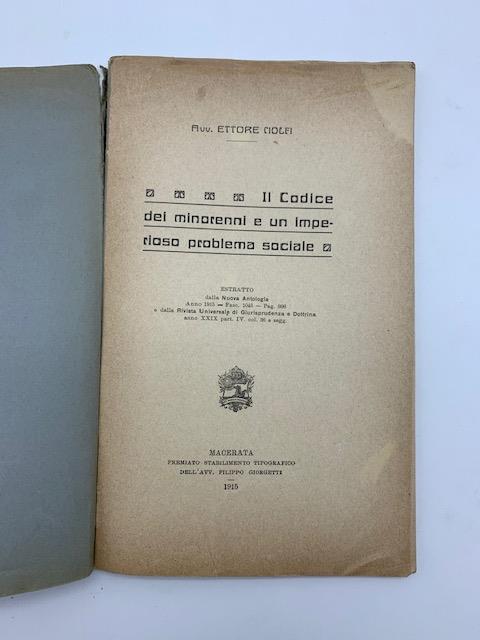 Avv. ETTORE NOLFI
Il Codice
dei minorenni e un impe-
rioso problema sociale
ESTRATTO
dalla Nuova Antologia
Anno 1915 — Fasc. 1043 — Pag. 600
e dalla Rivista Universale di Giurisprudenza e Dottrina
anno XXIX part. IV. col. 36 e segg.
MACERATA
PREMIATO STABILIMENTO TIPOGRAFICO
DELL'AVV. FILIPPO GIORGETTI
1915